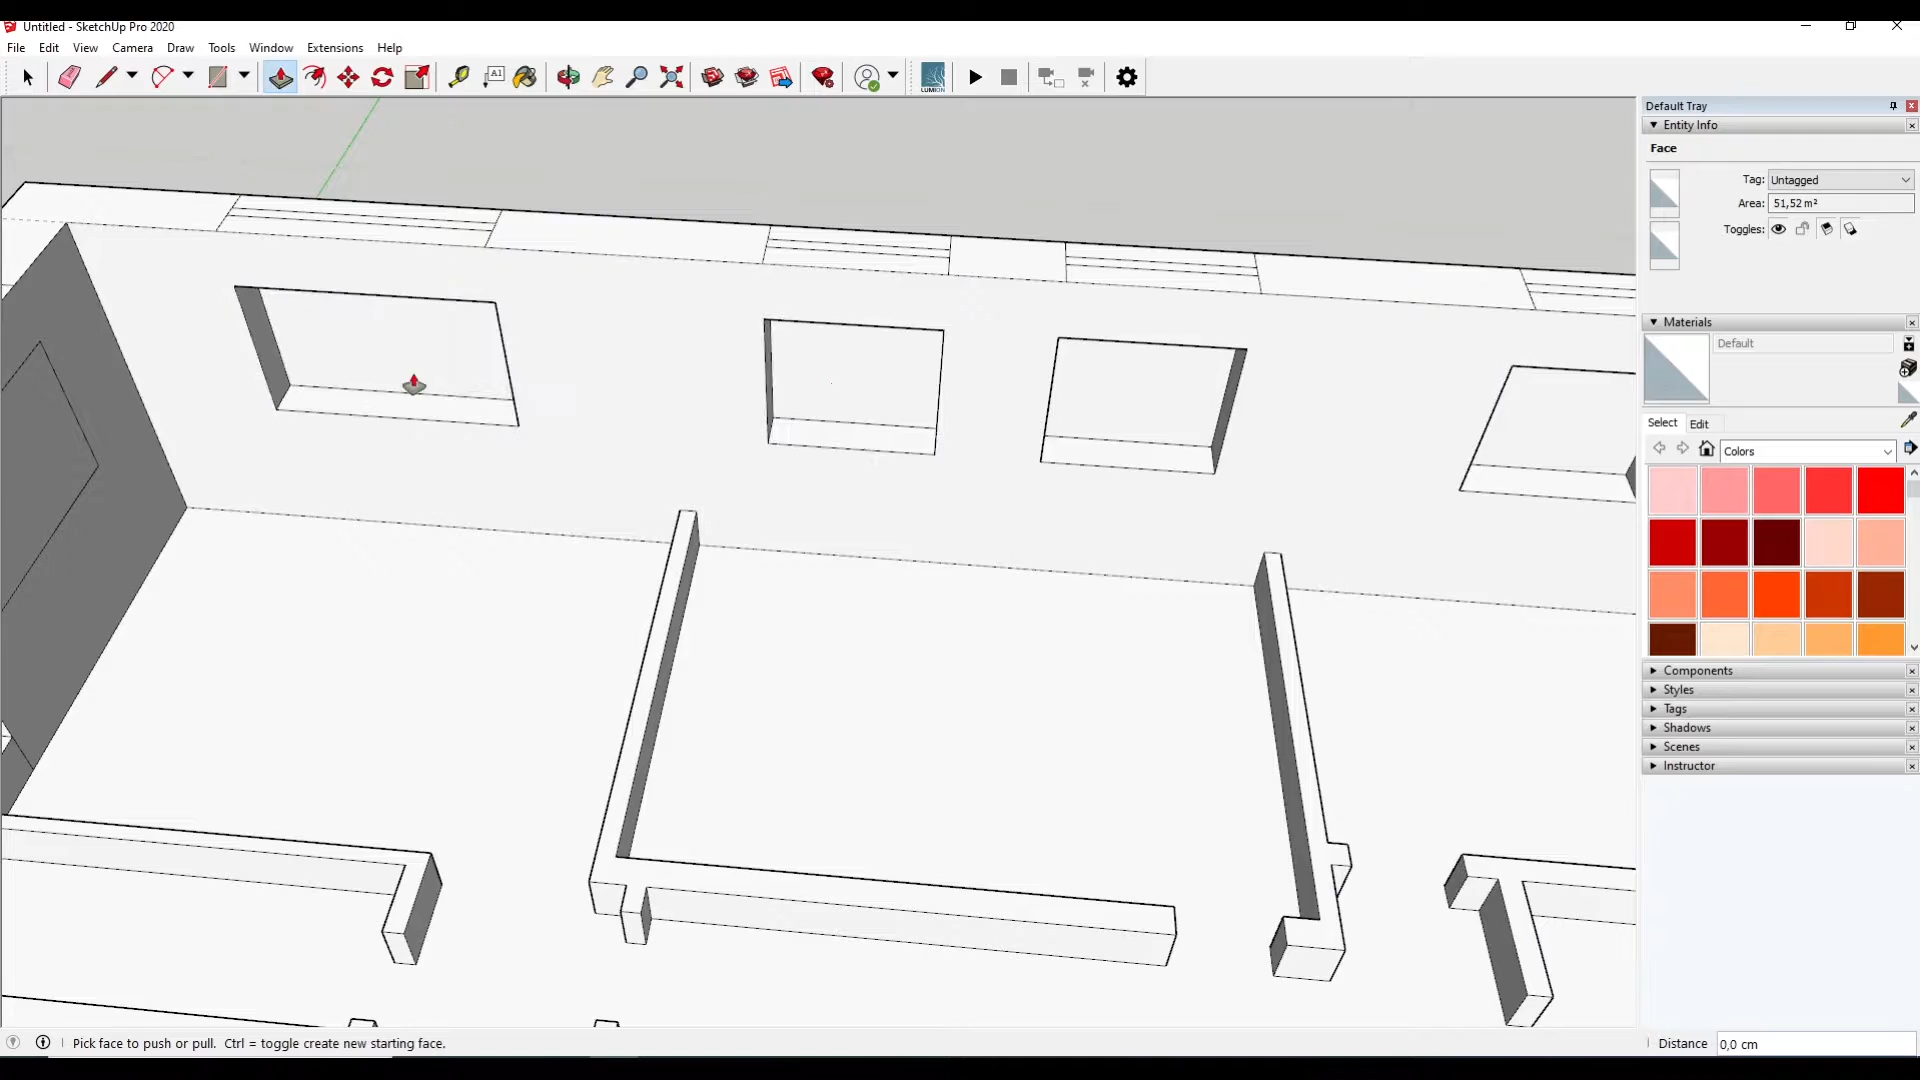 Untitled - SketchUp Pro 2020
File Edit View Camera Draw Tools Window Extensions Help
A1
LUMION
Default Tray
Entity Info
Face
Tag: Untagged
Area: 51,52 m²
Toggles:
Materials
Default
Select Edit
Colors
Components
Styles
Tags
Shadows
Scenes
Instructor
Pick face to push or pull. Ctrl = toggle create new starting face.
Distance 0,0 cm